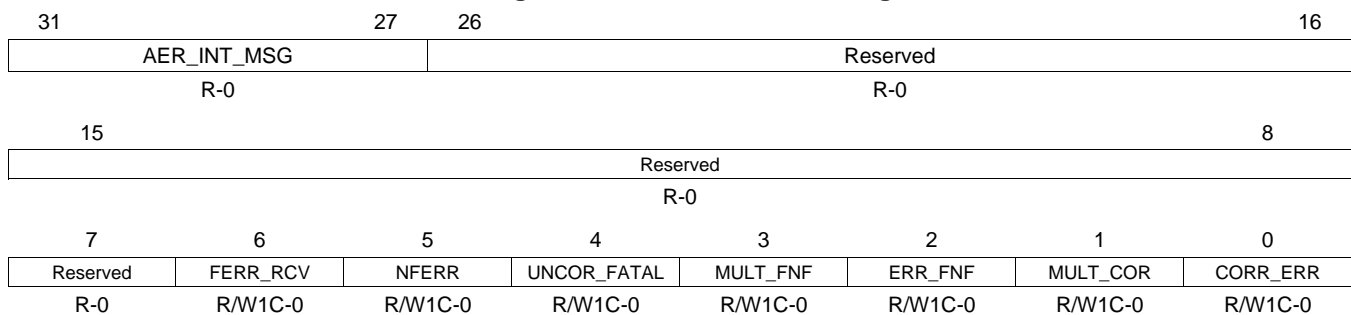 31 27 26 16
AER_INT_MSG Reserved
R-0 R-0
15 8
Reserved
R-0
7 6 5 4 3 2 1 0
Reserved FERR_RCV NFERR UNCOR_FATAL MULT_FNF ERR_FNF MULT_COR CORR_ERR
R-0 R/W1C-0 R/W1C-0 R/W1C-0 R/W1C-0 R/W1C-0 R/W1C-0 R/W1C-0